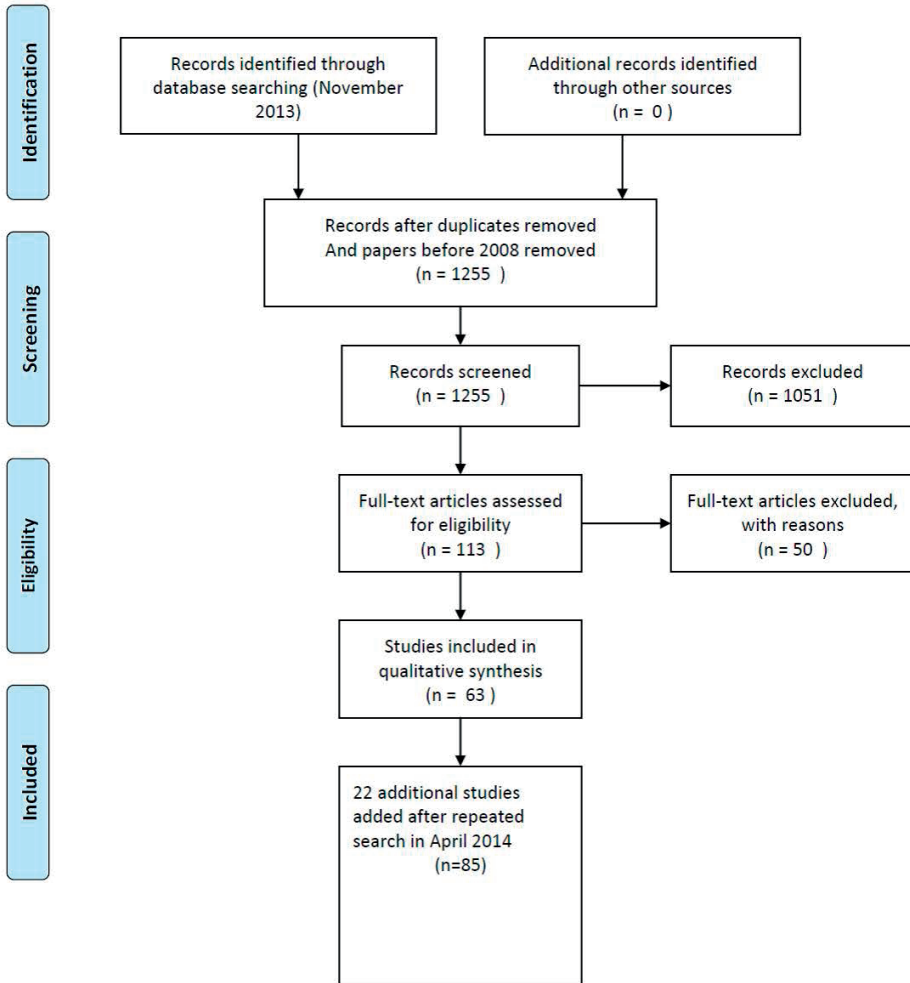 Identification
Records identified through
database searching (November
2013)
Additional records identified
through other sources
(n =  0 )
Records after duplicates removed
And papers before 2008 removed
(n = 1255  )
Screening
Records screened
(n = 1255  )
Records excluded
(n = 1051  )
Eligibility
Full-text articles assessed
for eligibility
(n = 113  )
Full-text articles excluded,
with reasons
(n = 50  )
Studies included in
qualitative synthesis
(n =  63 )
Included
22 additional studies
added after repeated
search in April 2014
(n=85)